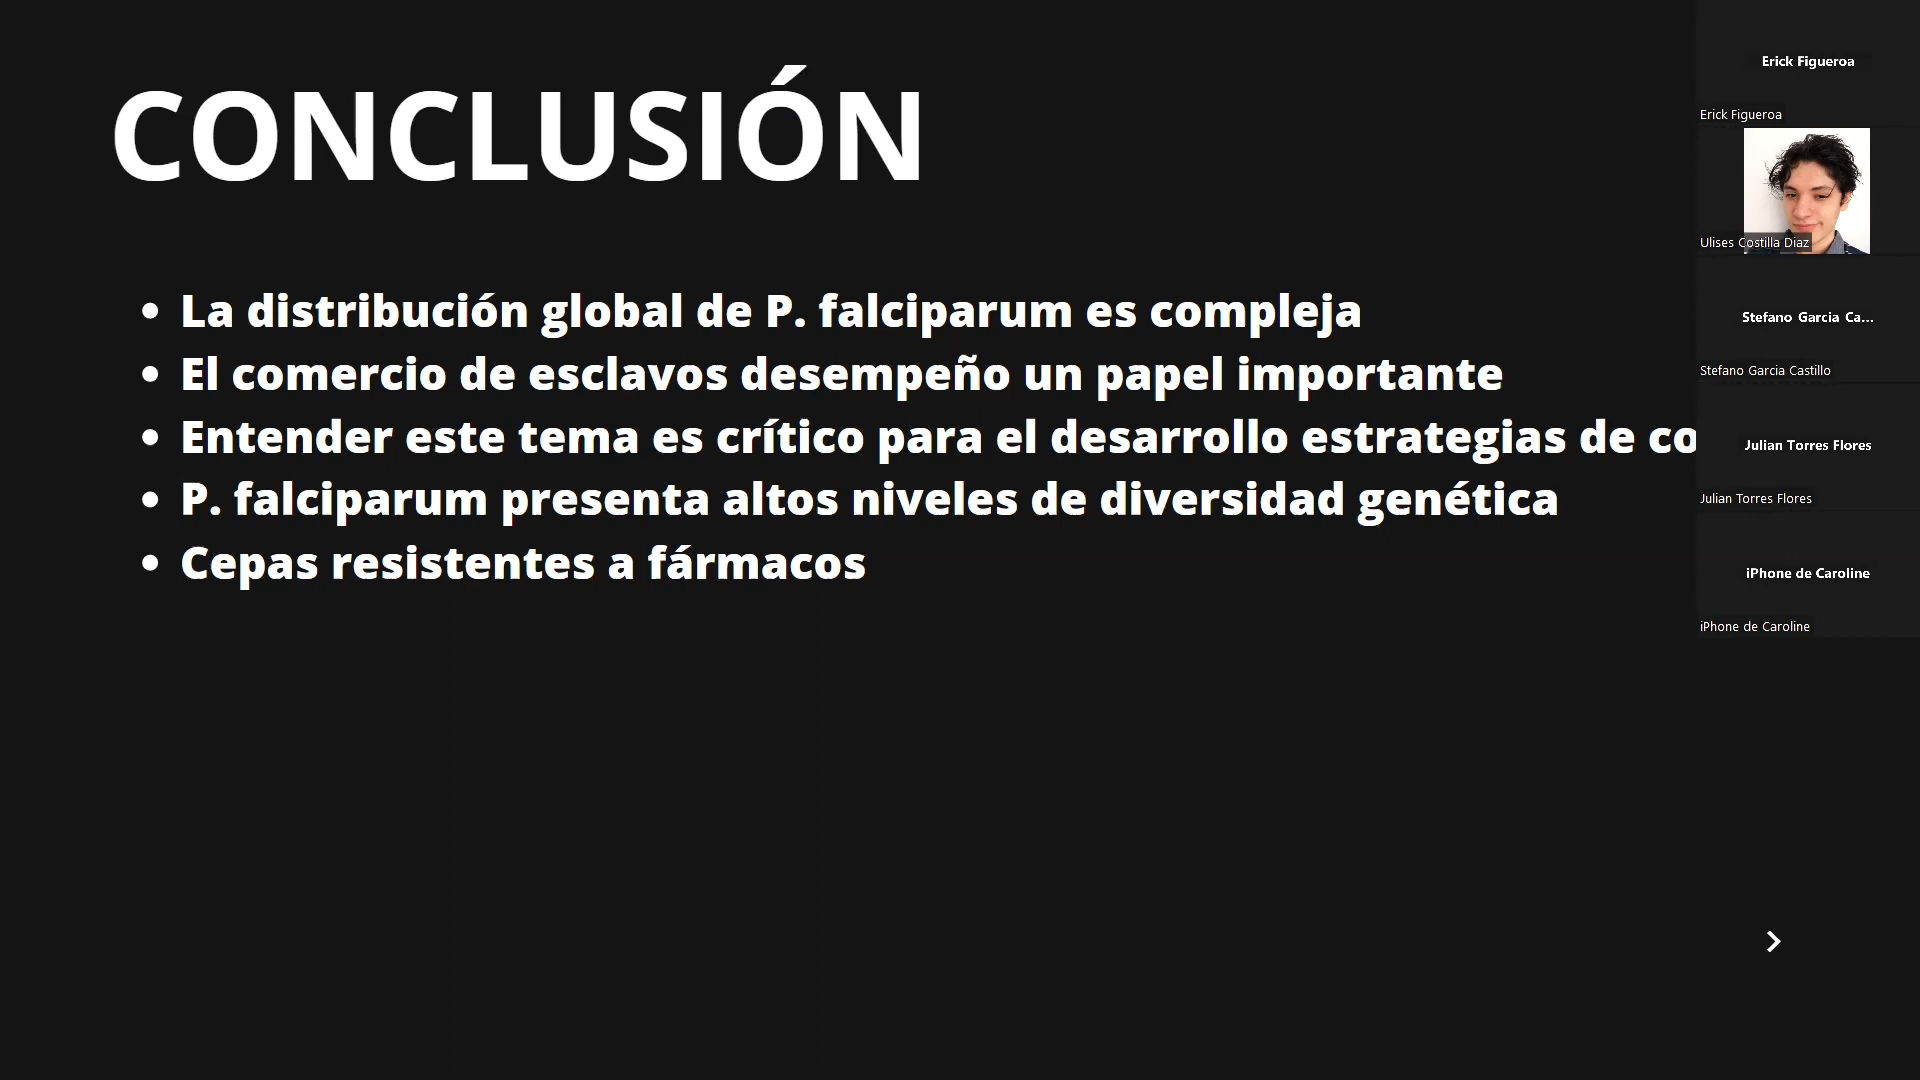 CONCLUSIÓN
La distribución global de P. falciparum es compleja
El comercio de esclavos desempeño un papel importante
Entender este tema es crítico para el desarrollo estrategias de
P. falciparum presenta altos niveles de diversidad genética
Cepas resistentes a fármacos
Erick Figueroa
Erick Figueroa
Ulises Costilla Diaz
Stefano Garcia Ca...
Stefano Garcia Castillo
Julian Torres Flores
Julian Torres Flores
iPhone de Caroline
iPhone de Caroline